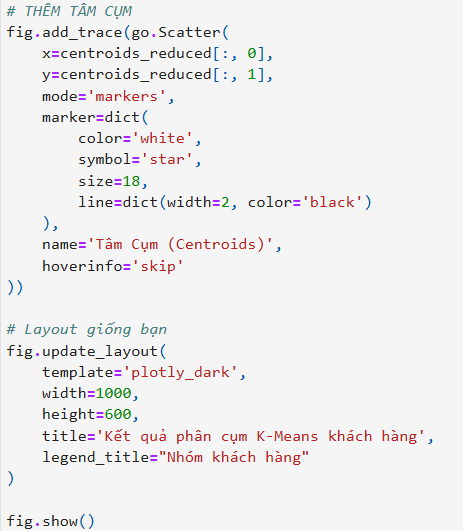 # THÊM TÂM CỤM
fig.add_trace(go.Scatter(
    x=centroids_reduced[:, 0],
    y=centroids_reduced[:, 1],
    mode='markers',
    marker=dict(
        color='white',
        symbol='star',
        size=18,
        line=dict(width=2, color='black')
    ),
    name='Tâm Cụm (Centroids)',
    hoverinfo='skip'
))

# Layout giống bạn
fig.update_layout(
    template='plotly_dark',
    width=1000,
    height=600,
    title='Kết quả phân cụm K-Means khách hàng',
    legend_title="Nhóm khách hàng"
)

fig.show()